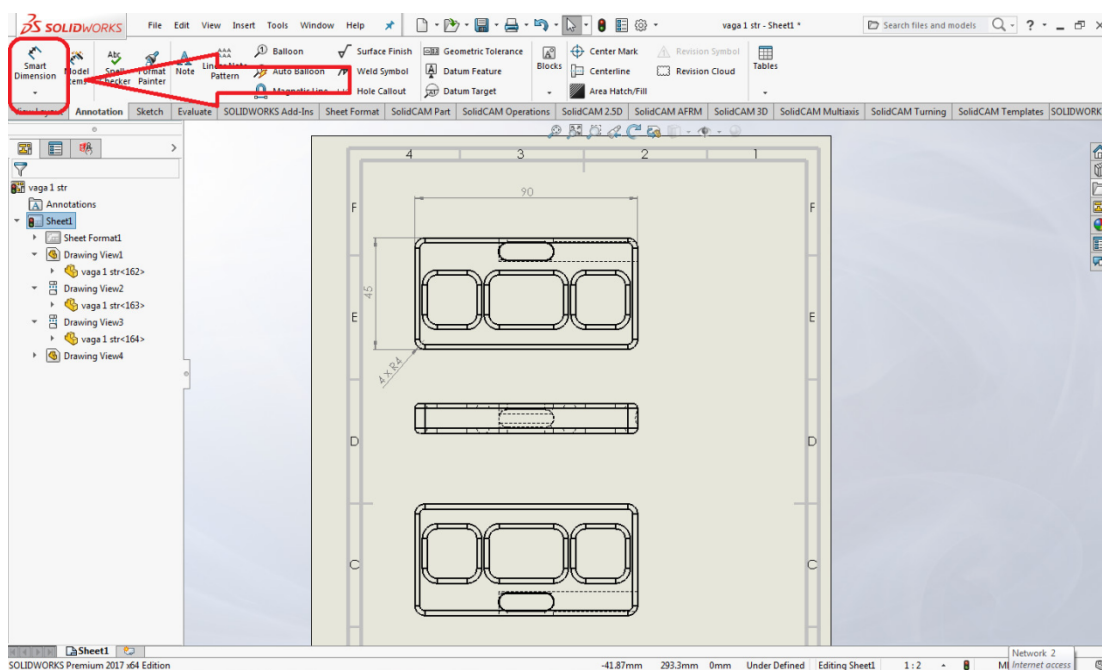 SOLIDWORKS File Edit View Insert Tools Window Help vaga 1 str - Sheet1 * Search files and models ?
Smart Dimension
Model
Spell Checker
Format Painter
Note
Pattern
Balloon
Auto Balloon
Surface Finish
Weld Symbol
Hole Callout
Geometric Tolerance
Datum Feature
Datum Target
Blocks
Center Mark
Centerline
Area Hatch/Fill
Revision Symbol
Revision Cloud
Tables
Annotation Sketch Evaluate SOLIDWORKS Add-Ins Sheet Format SolidCAM Part SolidCAM Operations SolidCAM 2.5D SolidCAM AFRM SolidCAM 3D SolidCAM Multiaxis SolidCAM Turning SolidCAM Templates SOLIDWORK
vaga 1 str
Annotations
Sheet1
Sheet Format1
Drawing View1
vaga 1 str<162>
Drawing View2
vaga 1 str<163>
Drawing View3
vaga 1 str<164>
Drawing View4
4 3 2 1
90
F F
45
E E
4 x R4
D D
C C
Sheet1
Network 2
Internet access
SOLIDWORKS Premium 2017 x64 Edition -41.87mm 293.3mm 0mm Under Defined Editing Sheet1 1 : 2